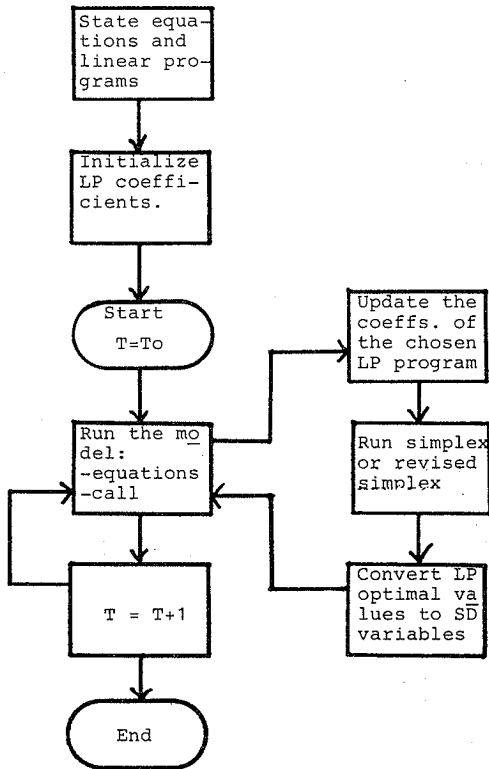 State equa-
tions and
linear pro-
grams
Initialize
LP coeffi-
cients.
Start
T=To
Run the mo
del:
-equations
-call
T = T+1
End
Update the
coeffs. of
the chosen
LP program
Run simplex
or revised
simplex
Convert LP
optimal va
lues to SD
variables